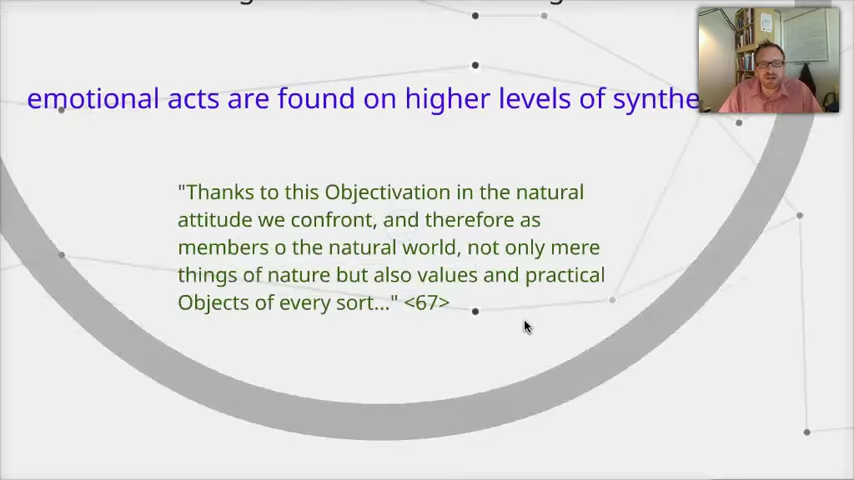 emotional acts are found on higher levels of synthe
"Thanks to this Objectivation in the natural
attitude we confront, and therefore as
members o the natural world, not only mere
things of nature but also values and practical
Objects of every sort..." <67>